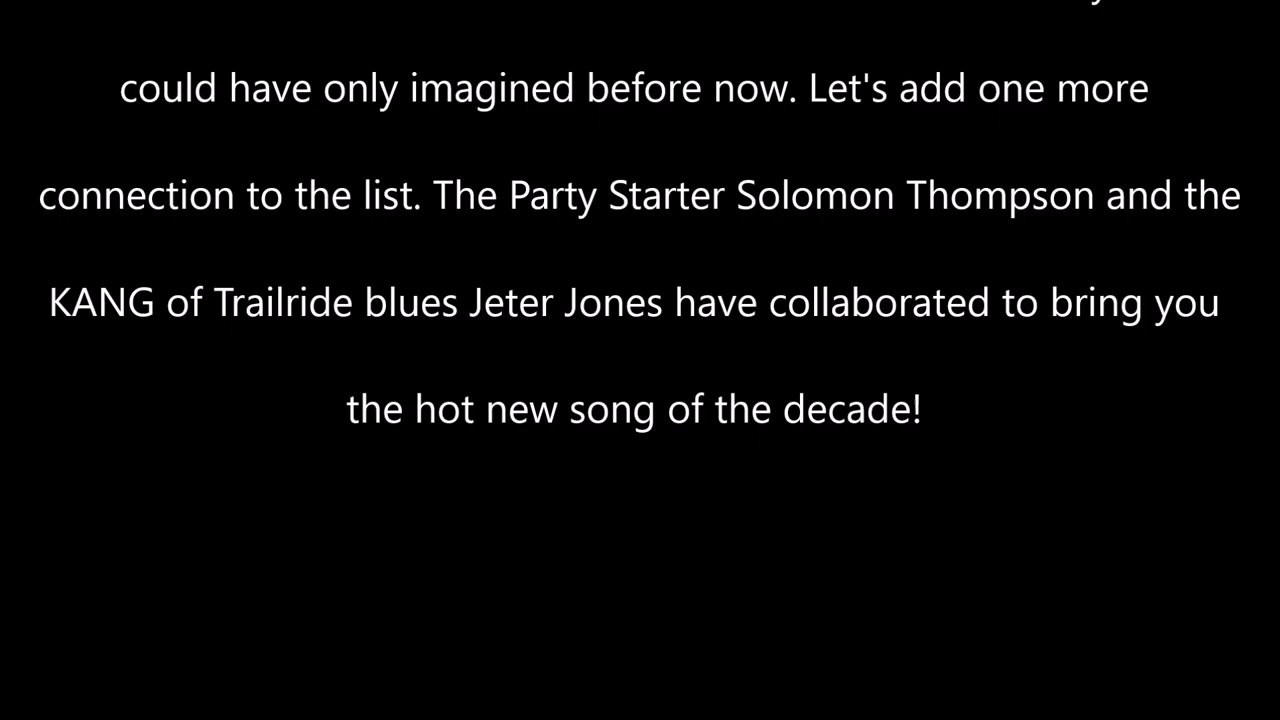 could have only imagined before now. Let's add one more
connection to the list. The Party Starter Solomon Thompson and the
KANG of Trailride blues Jeter Jones have collaborated to bring you
the hot new song of the decade!